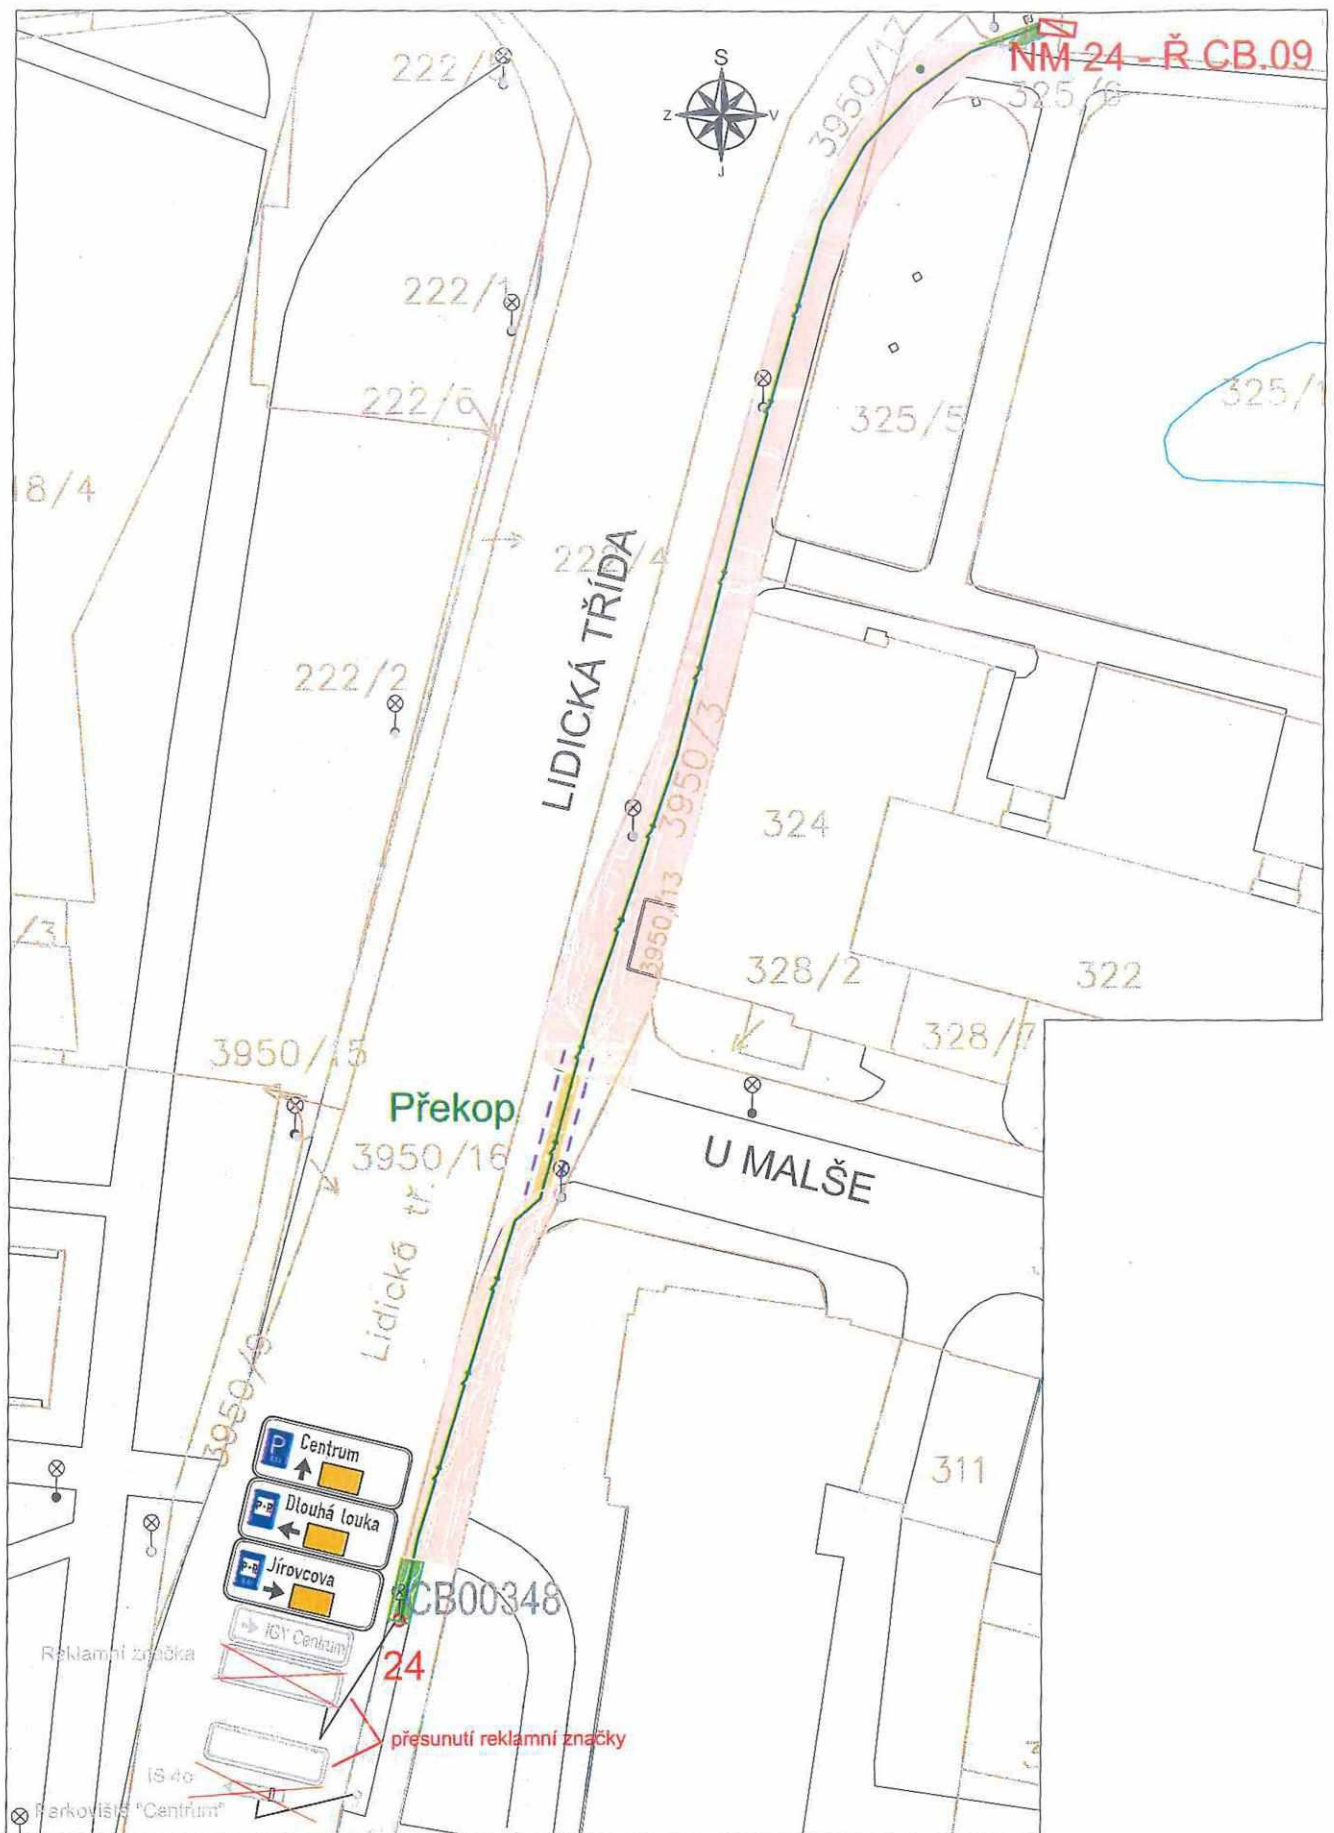 3950/17
NM 24 - Ř CB.09
325/6
222/
S
Z
V
J
222/1
222/6
325/5
325/1
8/4
222/4
LIDICKÁ TŘÍDA
222/2
3950/3
324
3950/13
/3
328/2
322
328/7
3950/15
Překop
3950/16
U MALŠE
Lidická tř.
3950/9
P
Centrum
311
P+R
Dlouhá louka
P+R
Jírovcova
CB00348
IGY Centrum
Reklamní značka
24
přesunutí reklamní značky
IS 4c
Parkoviště "Centrum"